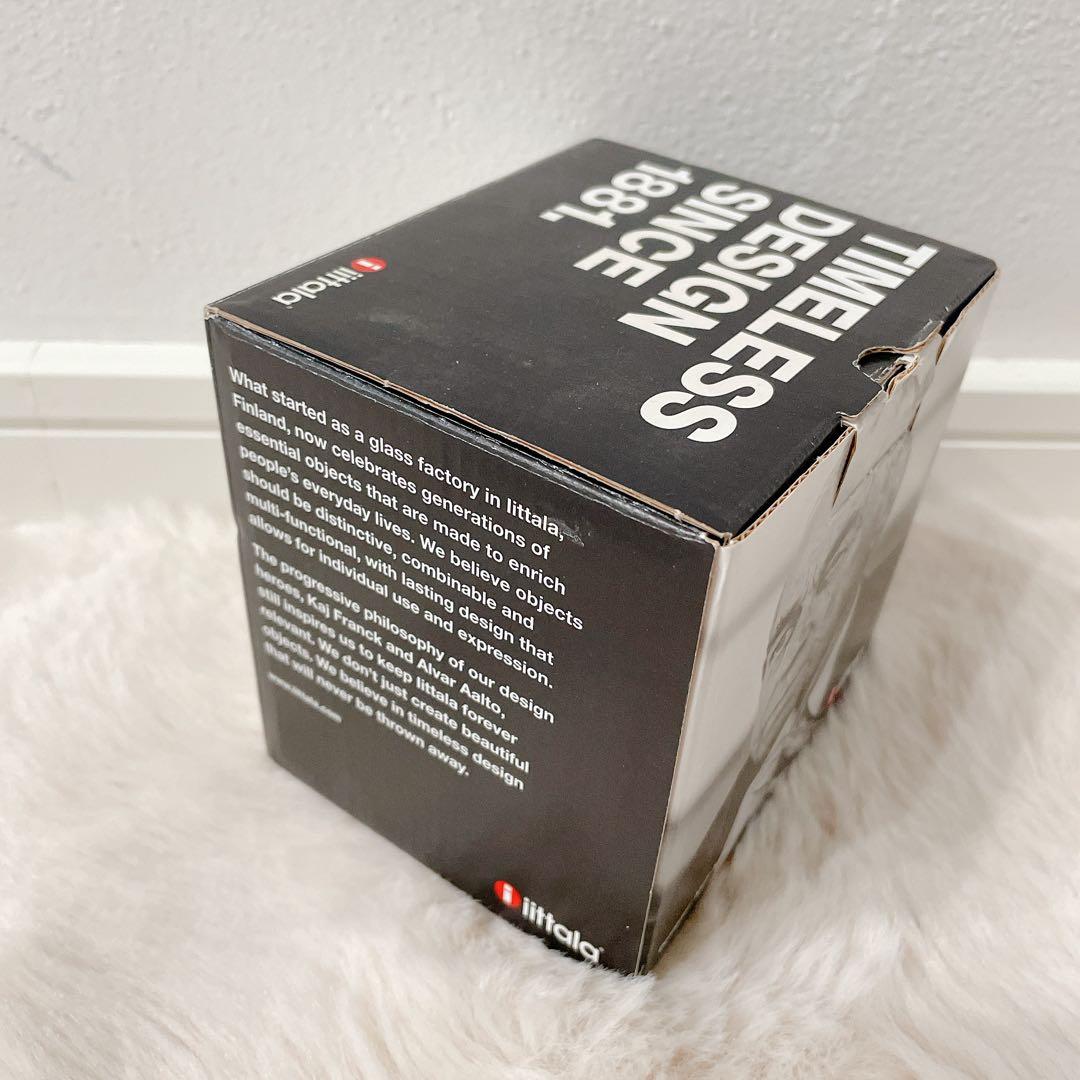 TIMELESS
DESIGN
SINCE
1881.
iittala
What started as a glass factory in Iittala,
Finland, now celebrates generations of
essential objects that are made to enrich
people's everyday lives. We believe objects
should be distinctive, combinable and
multi-functional, with lasting design that
allows for individual use and expression.
The progressive philosophy of our design
heroes, Kaj Franck and Alvar Aalto,
still inspires us to keep Iittala forever
relevant. We don't just create beautiful
objects. We believe in timeless design
that will never be thrown away.
www.iittala.com
iittala